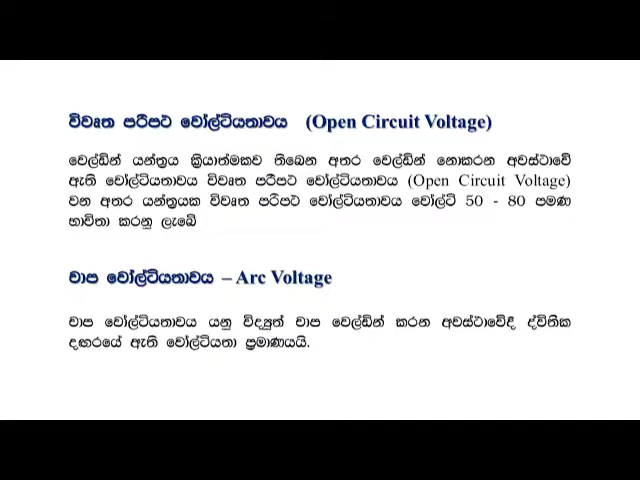 විවෘත පරිපථ වෝල්ටියතාවය (Open Circuit Voltage)
වෙල්ඩින් යන්ත්‍රය ක්‍රියාත්මකව තිබෙන අතර වෙල්ඩින් නොකරන අවස්ථාවේ
ඇති වෝල්ටියතාවය විවෘත පරිපථ වෝල්ටියතාවය (Open Circuit Voltage)
වන අතර යන්ත්‍රයක විවෘත පරිපථ වෝල්ටියතාවය වෝල්ට් 50 - 80 පමණ
භාවිතා කරනු ලැබේ
චාප වෝල්ටියතාවය – Arc Voltage
චාප වෝල්ටියතාවය යනු විද්‍යුත් චාප වෙල්ඩින් කරන අවස්ථාවේදී ද්විතීක
දඟරයේ ඇති වෝල්ටියතා ප්‍රමාණයයි.